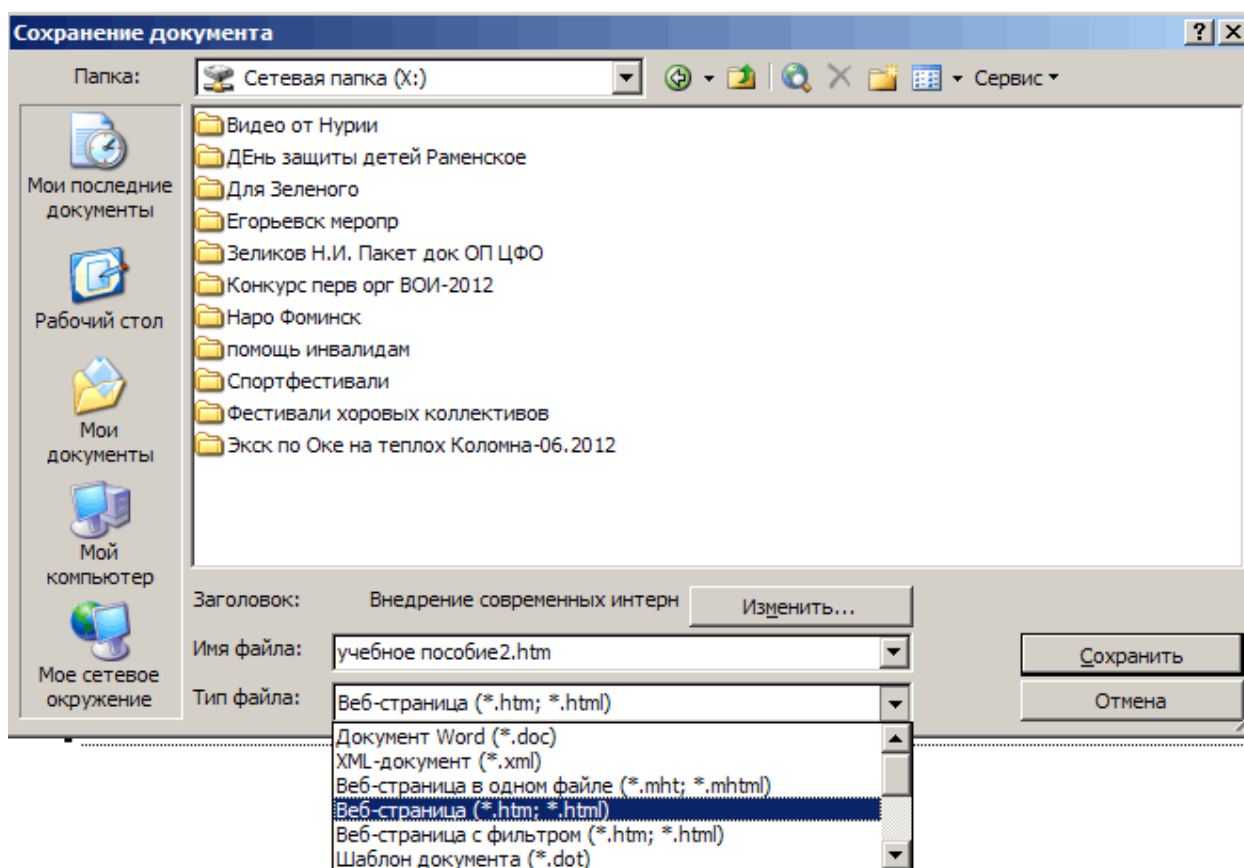 Сохранение документа
Папка:
Сетевая папка (X:)
Сервис
Мои последние
документы
Рабочий стол
Мои
документы
Мой
компьютер
Мое сетевое
окружение
Видео от Нурии
ДЕнь защиты детей Раменское
Для Зеленого
Егорьевск меропр
Зеликов Н.И. Пакет док ОП ЦФО
Конкурс перв орг ВОИ-2012
Наро Фоминск
помощь инвалидам
Спортфестивали
Фестивали хоровых коллективов
Экск по Оке на теплох Коломна-06.2012
Заголовок: Внедрение современных интерн Изменить...
Имя файла: учебное пособие2.htm Сохранить
Тип файла: Веб-страница (*.htm; *.html) Отмена
Документ Word (*.doc)
XML-документ (*.xml)
Веб-страница в одном файле (*.mht; *.mhtml)
Веб-страница (*.htm; *.html)
Веб-страница с фильтром (*.htm; *.html)
Шаблон документа (*.dot)